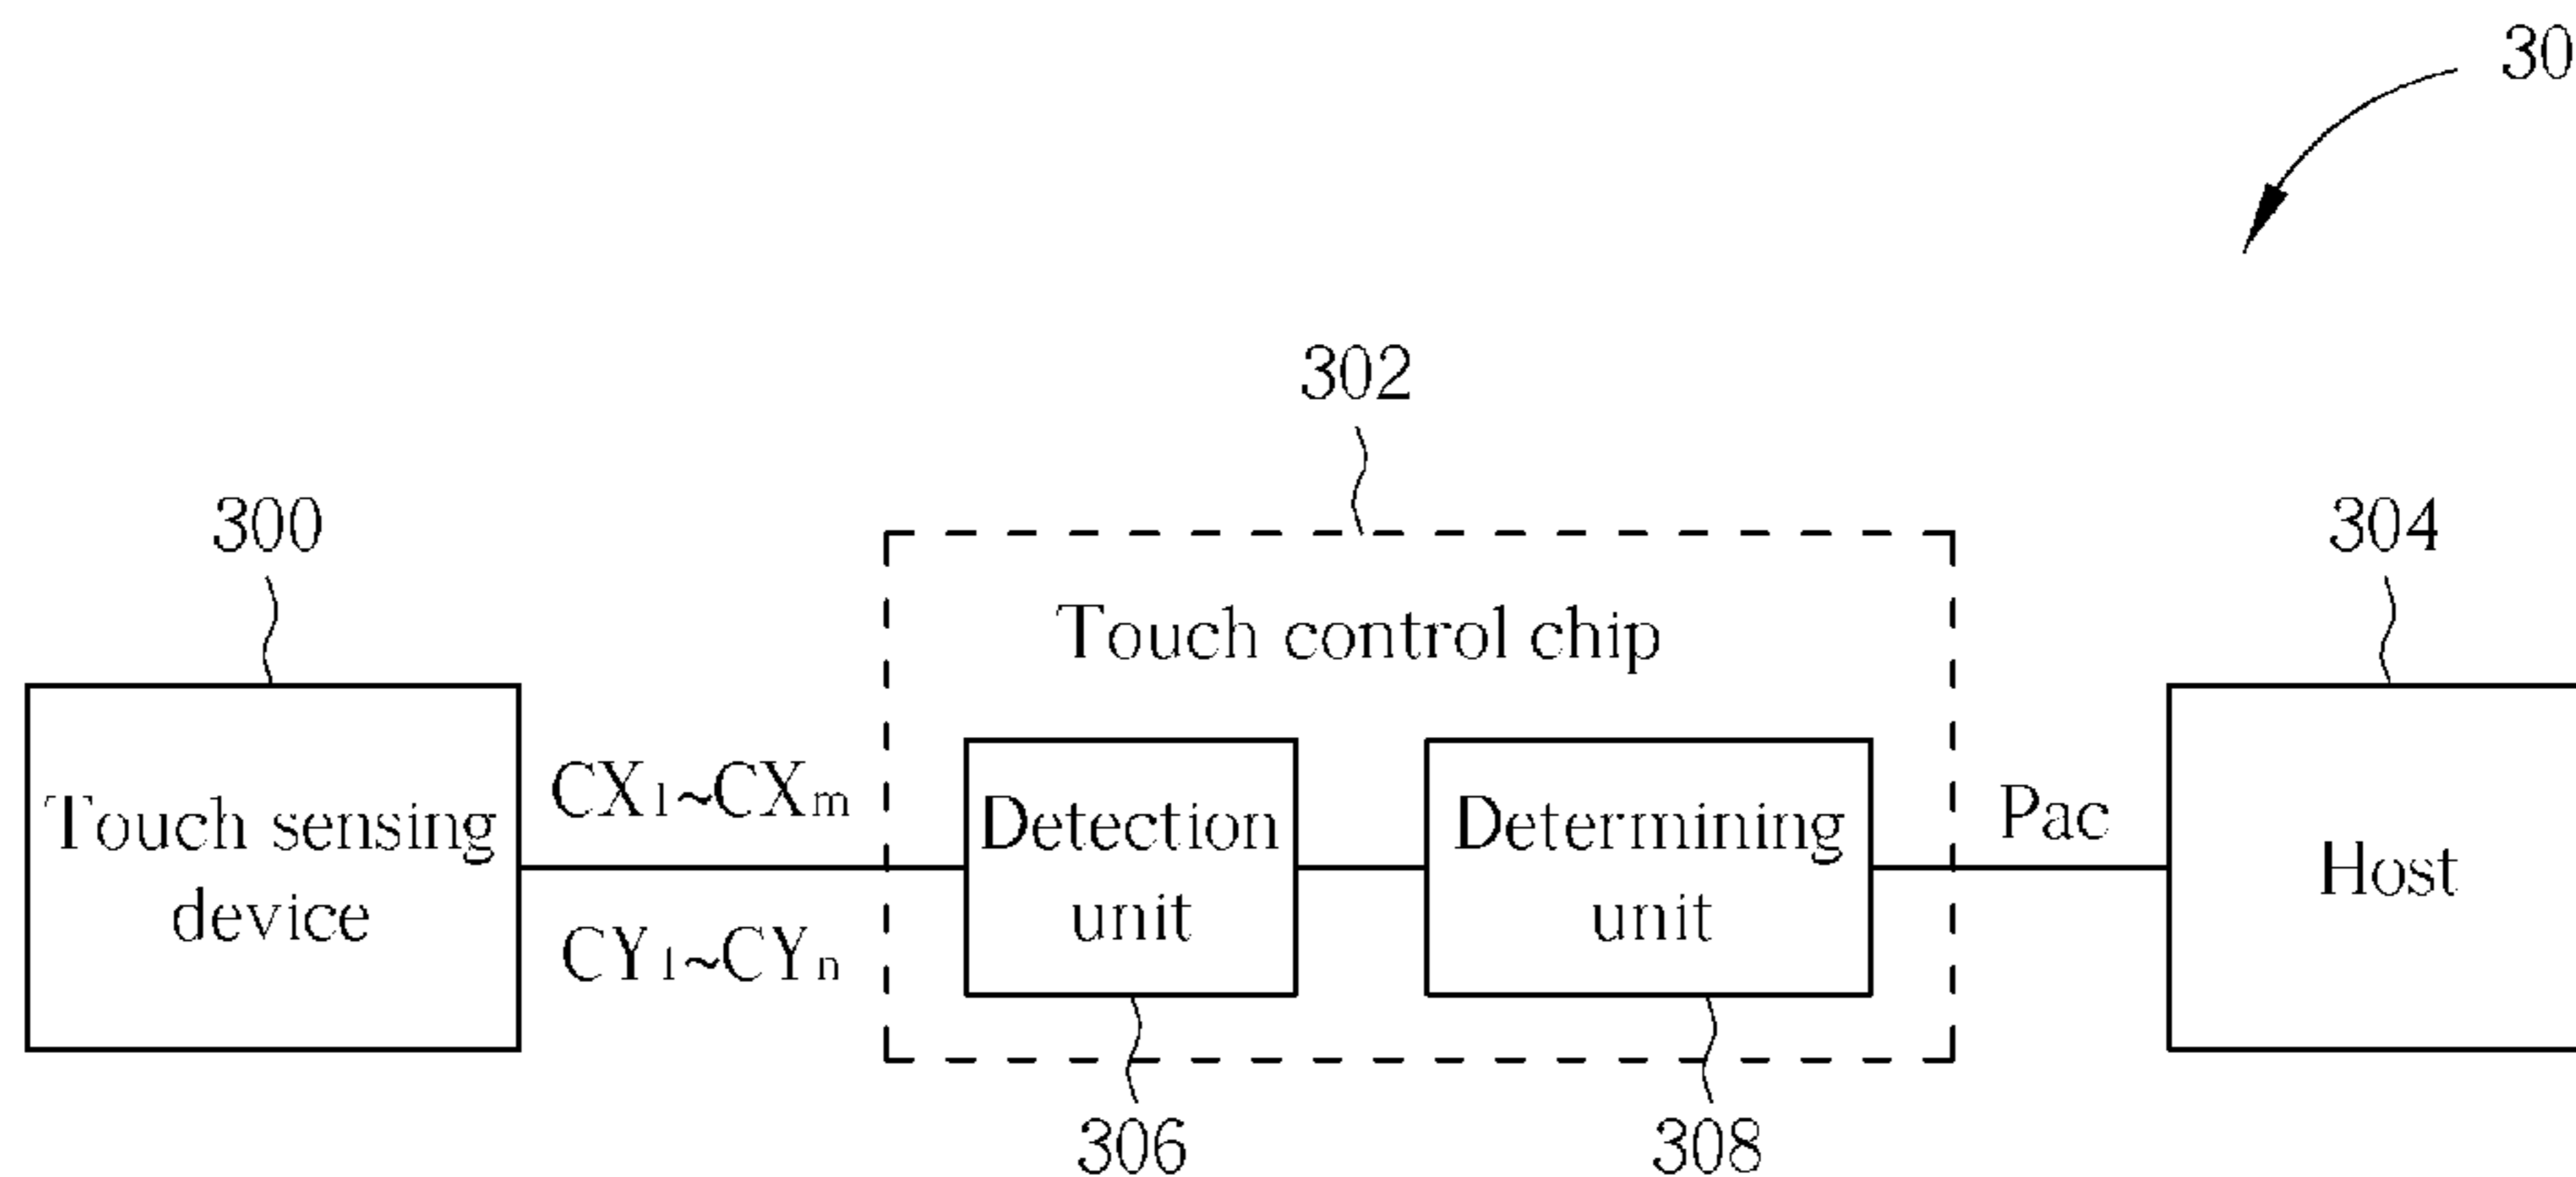 30
302
300
304
Touch control chip
CX1~CXm
Touch sensing
device
Detection
unit
Determining
unit
Pac
Host
CY1~CYn
306
308